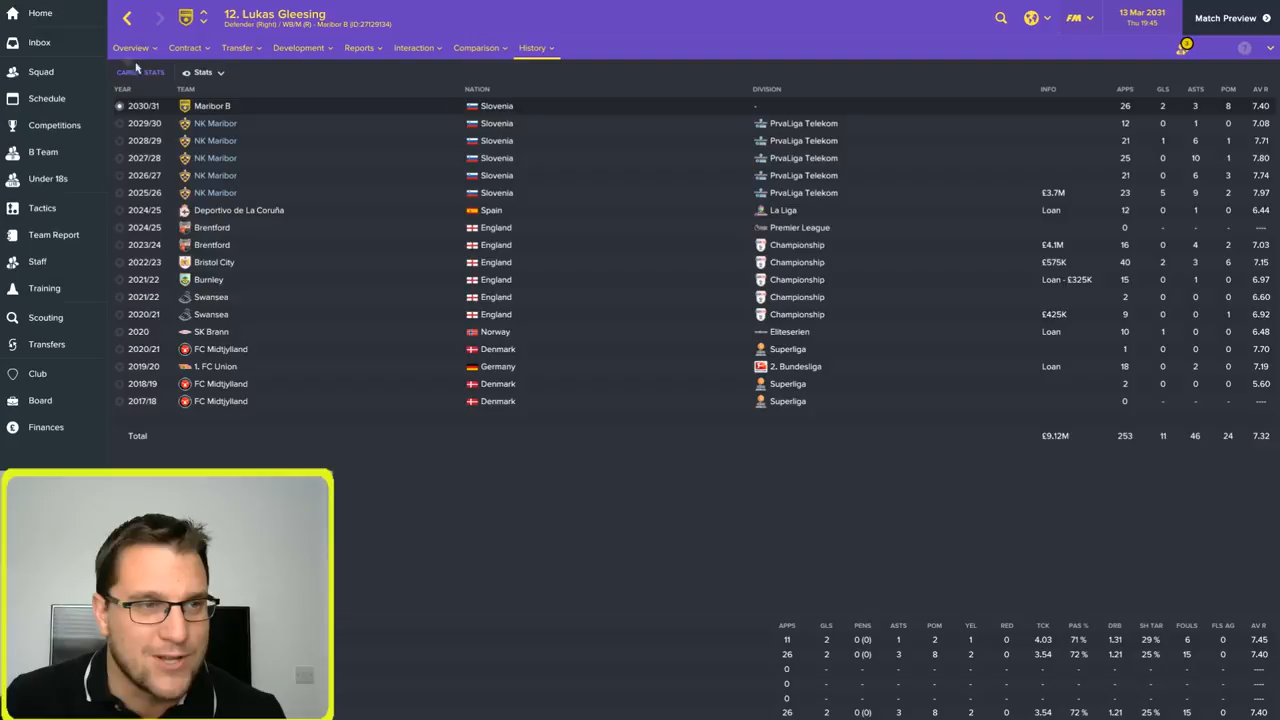 Home
Inbox
Squad
Schedule
Competitions
B Team
Under 18s
Tactics
Team Report
Staff
Training
Scouting
Transfers
Club
Board
Finances
12. Lukas Gleesing
Defender (Right) / WB/M (R) - Maribor B (ID:27129134)
FM
13 Mar 2031
Thu 19:45
Match Preview
Overview Contract Transfer Development Reports Interaction Comparison History
3
?
STATS Stats
YEAR TEAM NATION DIVISION INFO APPS GLS ASTS POM AV R
2030/31 Maribor B Slovenia - 26 2 3 8 7.40
2029/30 NK Maribor Slovenia PrvaLiga Telekom 12 0 1 0 7.08
2028/29 NK Maribor Slovenia PrvaLiga Telekom 21 1 6 1 7.71
2027/28 NK Maribor Slovenia PrvaLiga Telekom 25 0 10 1 7.80
2026/27 NK Maribor Slovenia PrvaLiga Telekom 21 0 6 3 7.74
2025/26 NK Maribor Slovenia PrvaLiga Telekom £3.7M 23 5 9 2 7.97
2024/25 Deportivo de La Coruña Spain La Liga Loan 12 0 1 0 6.44
2024/25 Brentford England Premier League 0 - - - ----
2023/24 Brentford England Championship £4.1M 16 0 4 2 7.03
2022/23 Bristol City England Championship £575K 40 2 3 6 7.15
2021/22 Burnley England Championship Loan - £325K 15 0 1 0 6.97
2021/22 Swansea England Championship 2 0 0 0 6.60
2020/21 Swansea England Championship £425K 9 0 0 1 6.92
2020 SK Brann Norway Eliteserien Loan 10 1 0 0 6.48
2020/21 FC Midtjylland Denmark Superliga 1 0 0 0 7.70
2019/20 1. FC Union Germany 2. Bundesliga Loan 18 0 2 0 7.19
2018/19 FC Midtjylland Denmark Superliga 2 0 0 0 5.60
2017/18 FC Midtjylland Denmark Superliga 0 - - - ----
Total £9.12M 253 11 46 24 7.32
APPS GLS PENS ASTS POM YEL RED TCK PAS % DRB SH TAR FOULS FLS AG AV R
11 2 0 (0) 1 2 1 0 4.03 71 % 1.31 29 % 6 0 7.45
26 2 0 (0) 3 8 2 0 3.54 72 % 1.21 25 % 15 0 7.40
0 - - - - - - - - - - - - ----
0 - - - - - - - - - - - - ----
0 - - - - - - - - - - - - ----
26 2 0 (0) 3 8 2 0 3.54 72 % 1.21 25 % 15 0 7.40